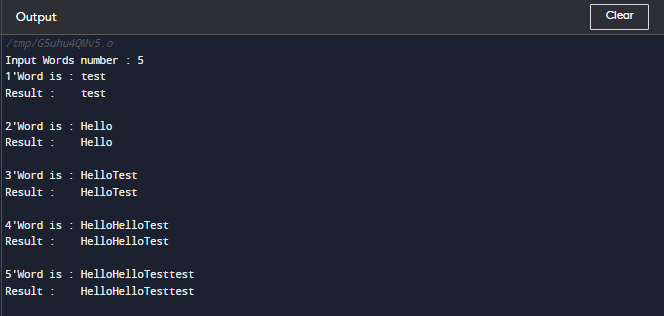 Output
Clear
/tmp/G5uhu4QMv5.o
Input Words number : 5
1'Word is : test
Result :    test
2'Word is : Hello
Result :    Hello
3'Word is : HelloTest
Result :    HelloTest
4'Word is : HelloHelloTest
Result :    HelloHelloTest
5'Word is : HelloHelloTesttest
Result :    HelloHelloTesttest